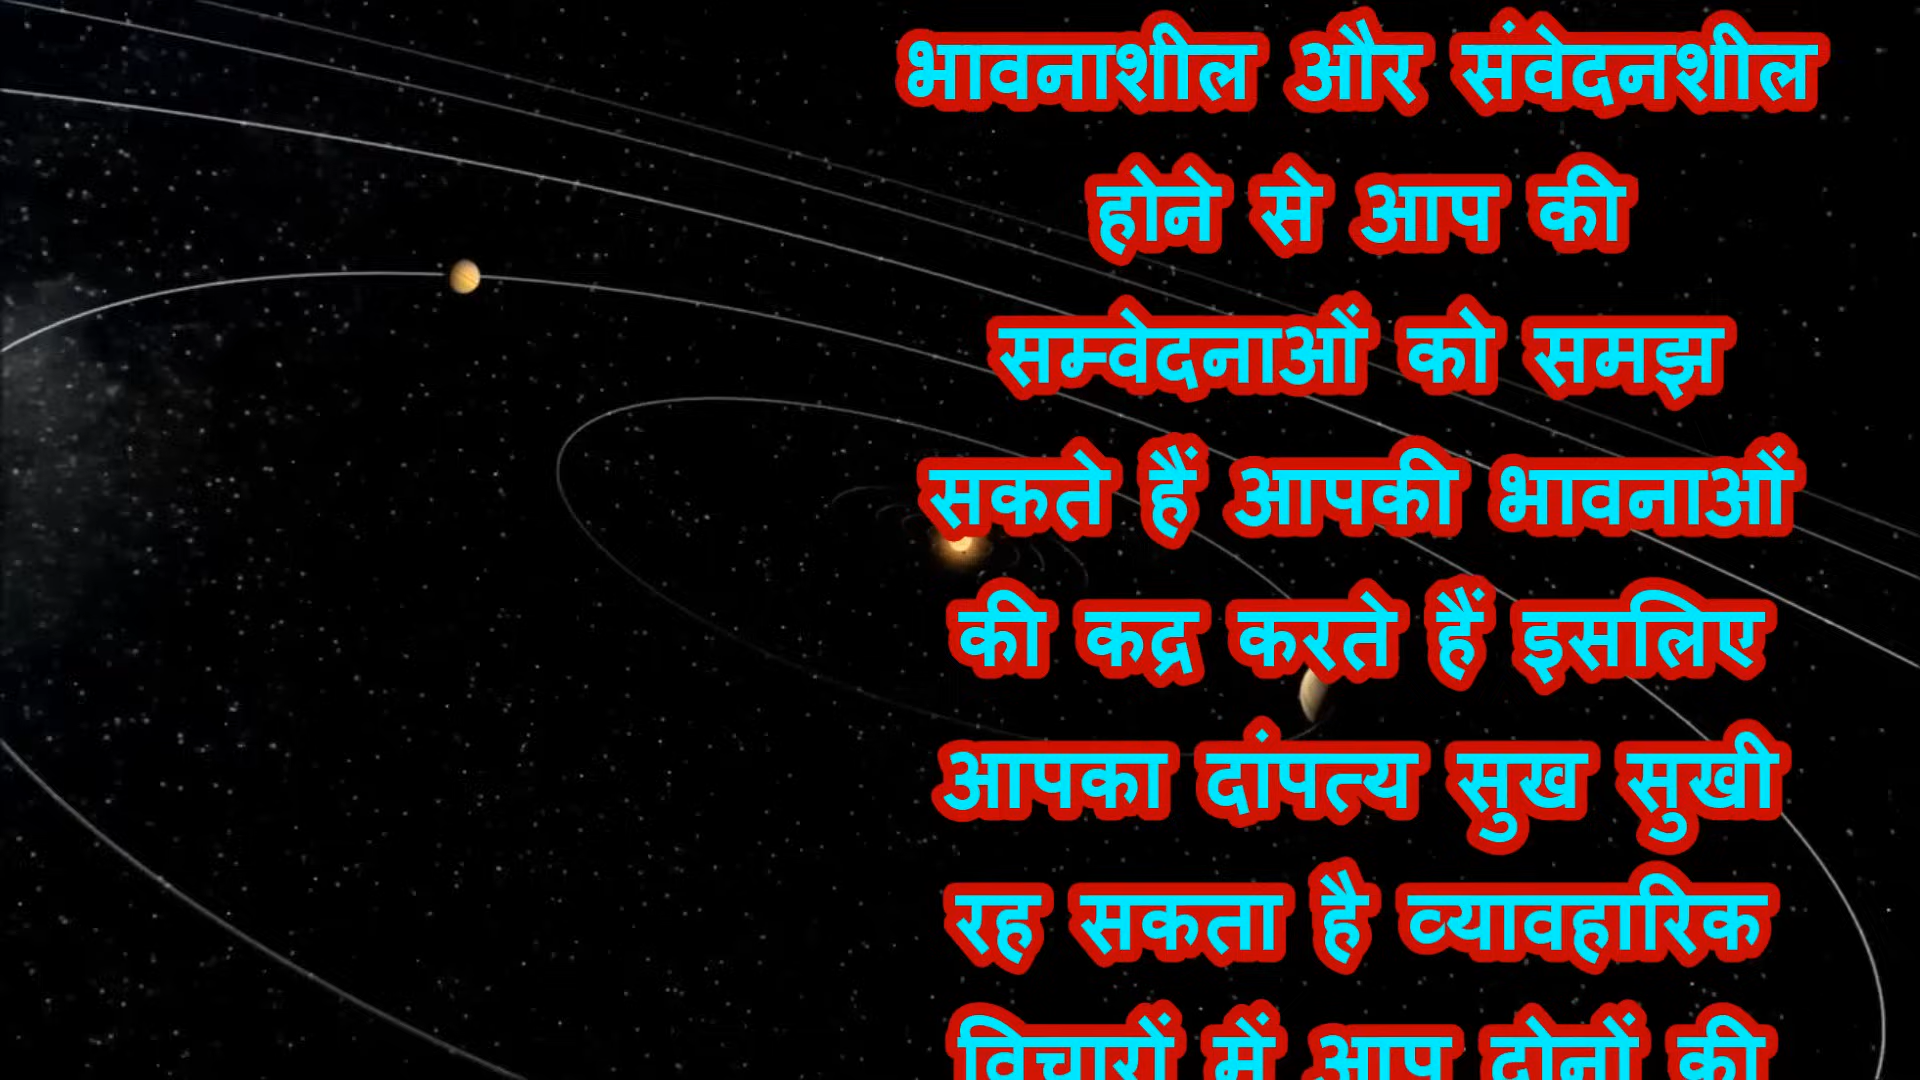 भावनाशील और संवेदनशील
होने से आप की
सम्वेदनाओं को समझ
सकते हैं आपकी भावनाओं
की कद्र करते हैं इसलिए
आपका दांपत्य सुख सुखी
रह सकता है व्यावहारिक
विचारों में आप दोनों की